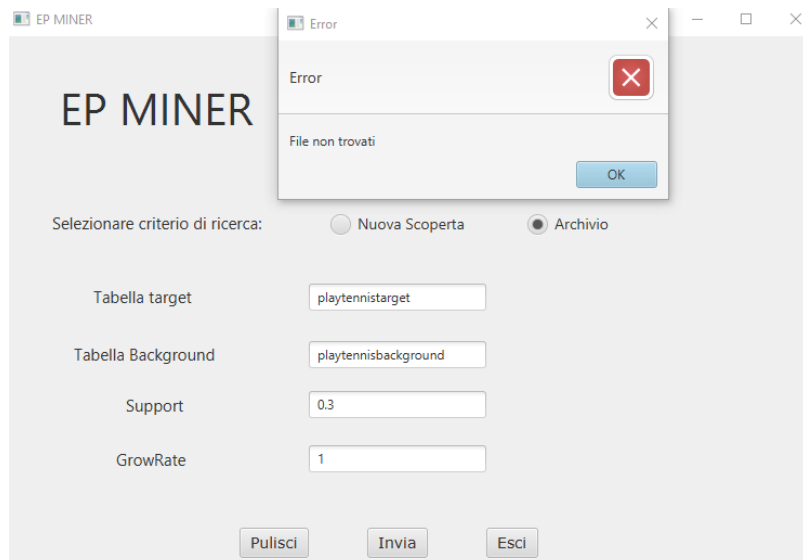 EP MINER
Error
Error
File non trovati
OK
EP MINER
Selezionare criterio di ricerca: Nuova Scoperta Archivio
Tabella target playtennistarget
Tabella Background playtennisbackground
Support 0.3
GrowRate 1
Pulisci Invia Esci